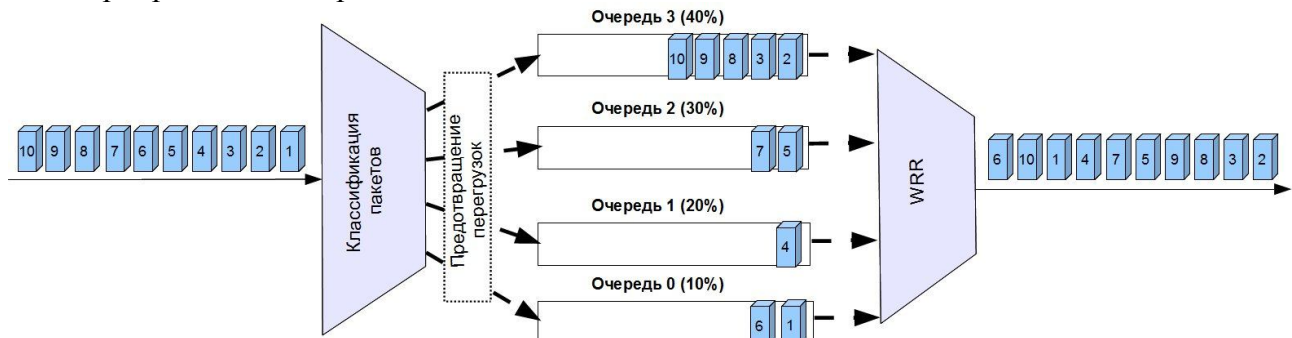 Очередь 3 (40%)
10 9 8 3 2
Очередь 2 (30%)
7 5
Очередь 1 (20%)
4
Очередь 0 (10%)
6 1
10 9 8 7 6 5 4 3 2 1
Классификация
пакетов
Предотвращение
перегрузок
WRR
6 10 1 4 7 5 9 8 3 2